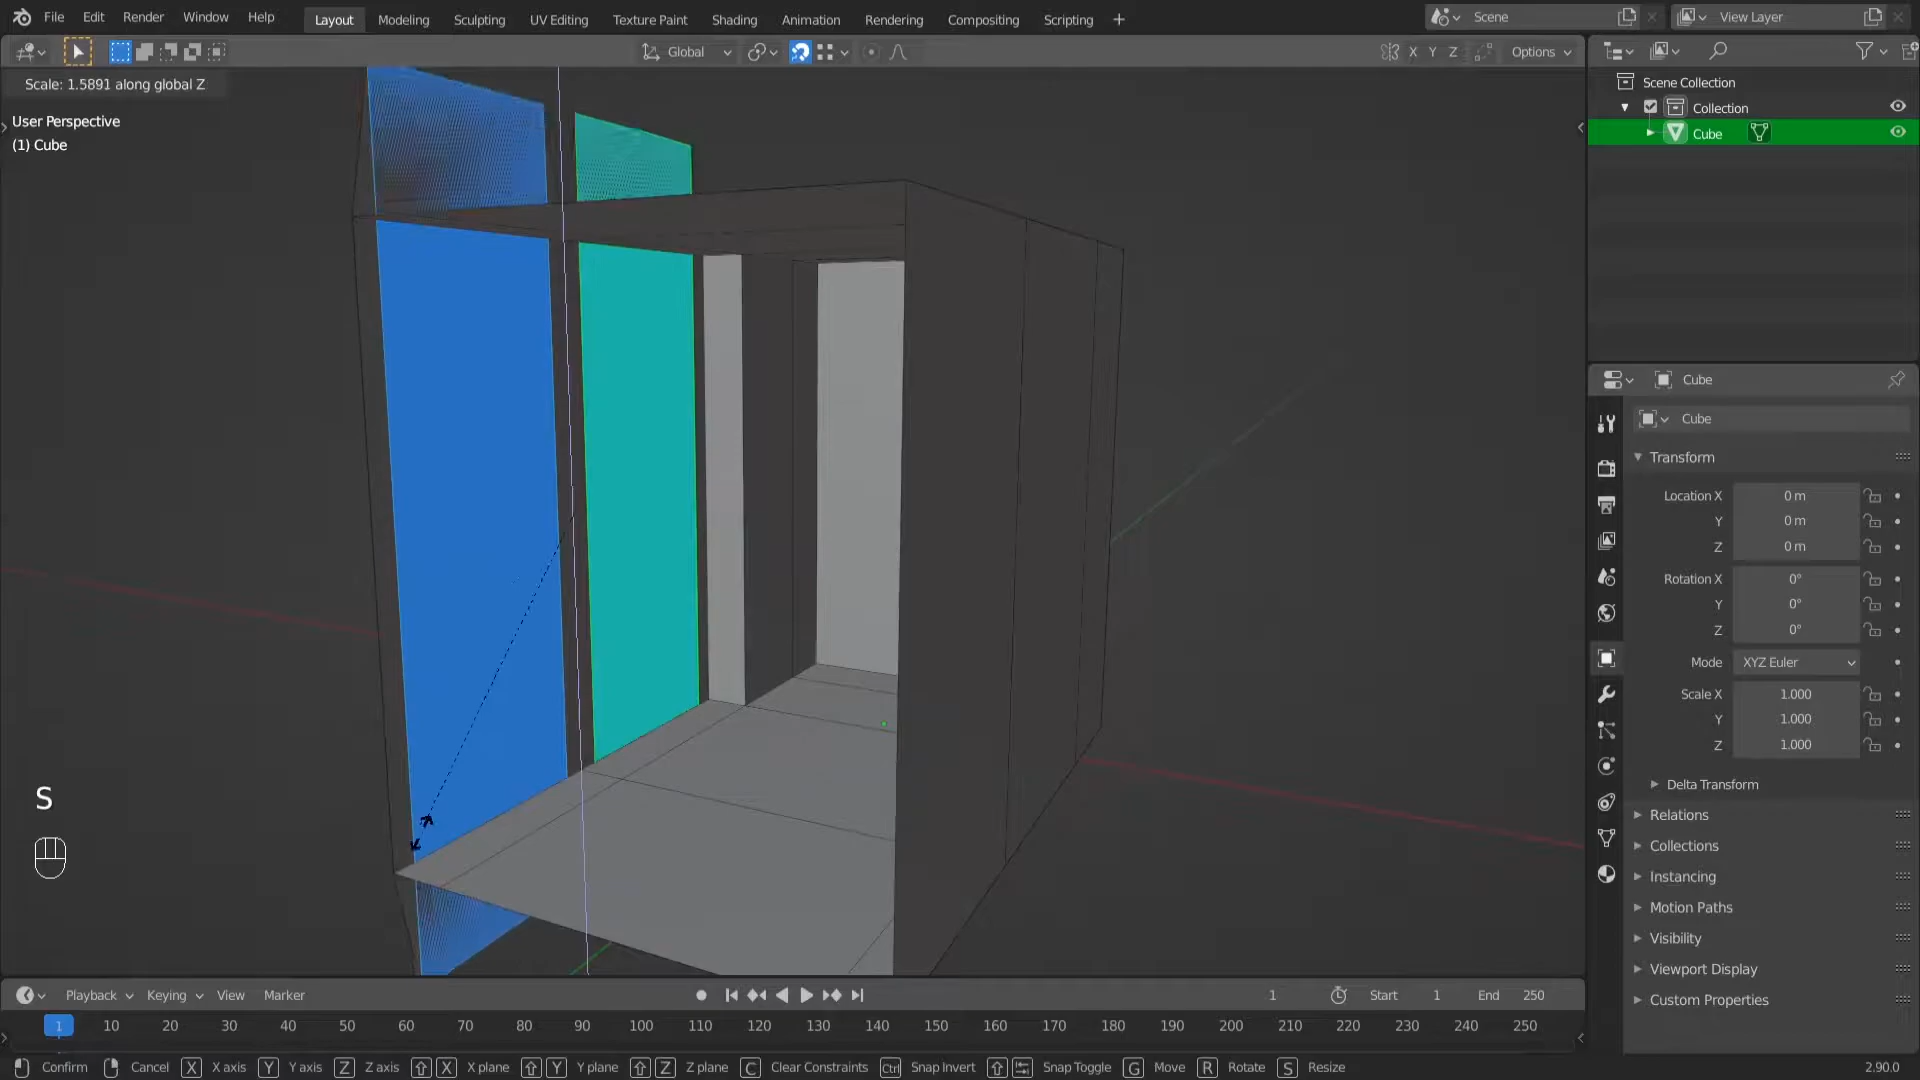 File Edit Render Window Help Layout Modeling Sculpting UV Editing Texture Paint Shading Animation Rendering Compositing Scripting + Scene View Layer
Global X Y Z Options
Scale: 1.5891 along global Z
User Perspective
(1) Cube
S
Scene Collection
Collection
Cube
Cube
Cube
Transform
Location X 0 m
Y 0 m
Z 0 m
Rotation X 0°
Y 0°
Z 0°
Mode XYZ Euler
Scale X 1.000
Y 1.000
Z 1.000
Delta Transform
Relations
Collections
Instancing
Motion Paths
Visibility
Viewport Display
Custom Properties
Playback Keying View Marker 1 Start 1 End 250
1 10 20 30 40 50 60 70 80 90 100 110 120 130 140 150 160 170 180 190 200 210 220 230 240 250
Confirm Cancel X X axis Y Y axis Z Z axis X X plane Y Y plane Z Z plane C Clear Constraints Ctrl Snap Invert Snap Toggle G Move R Rotate S Resize 2.90.0